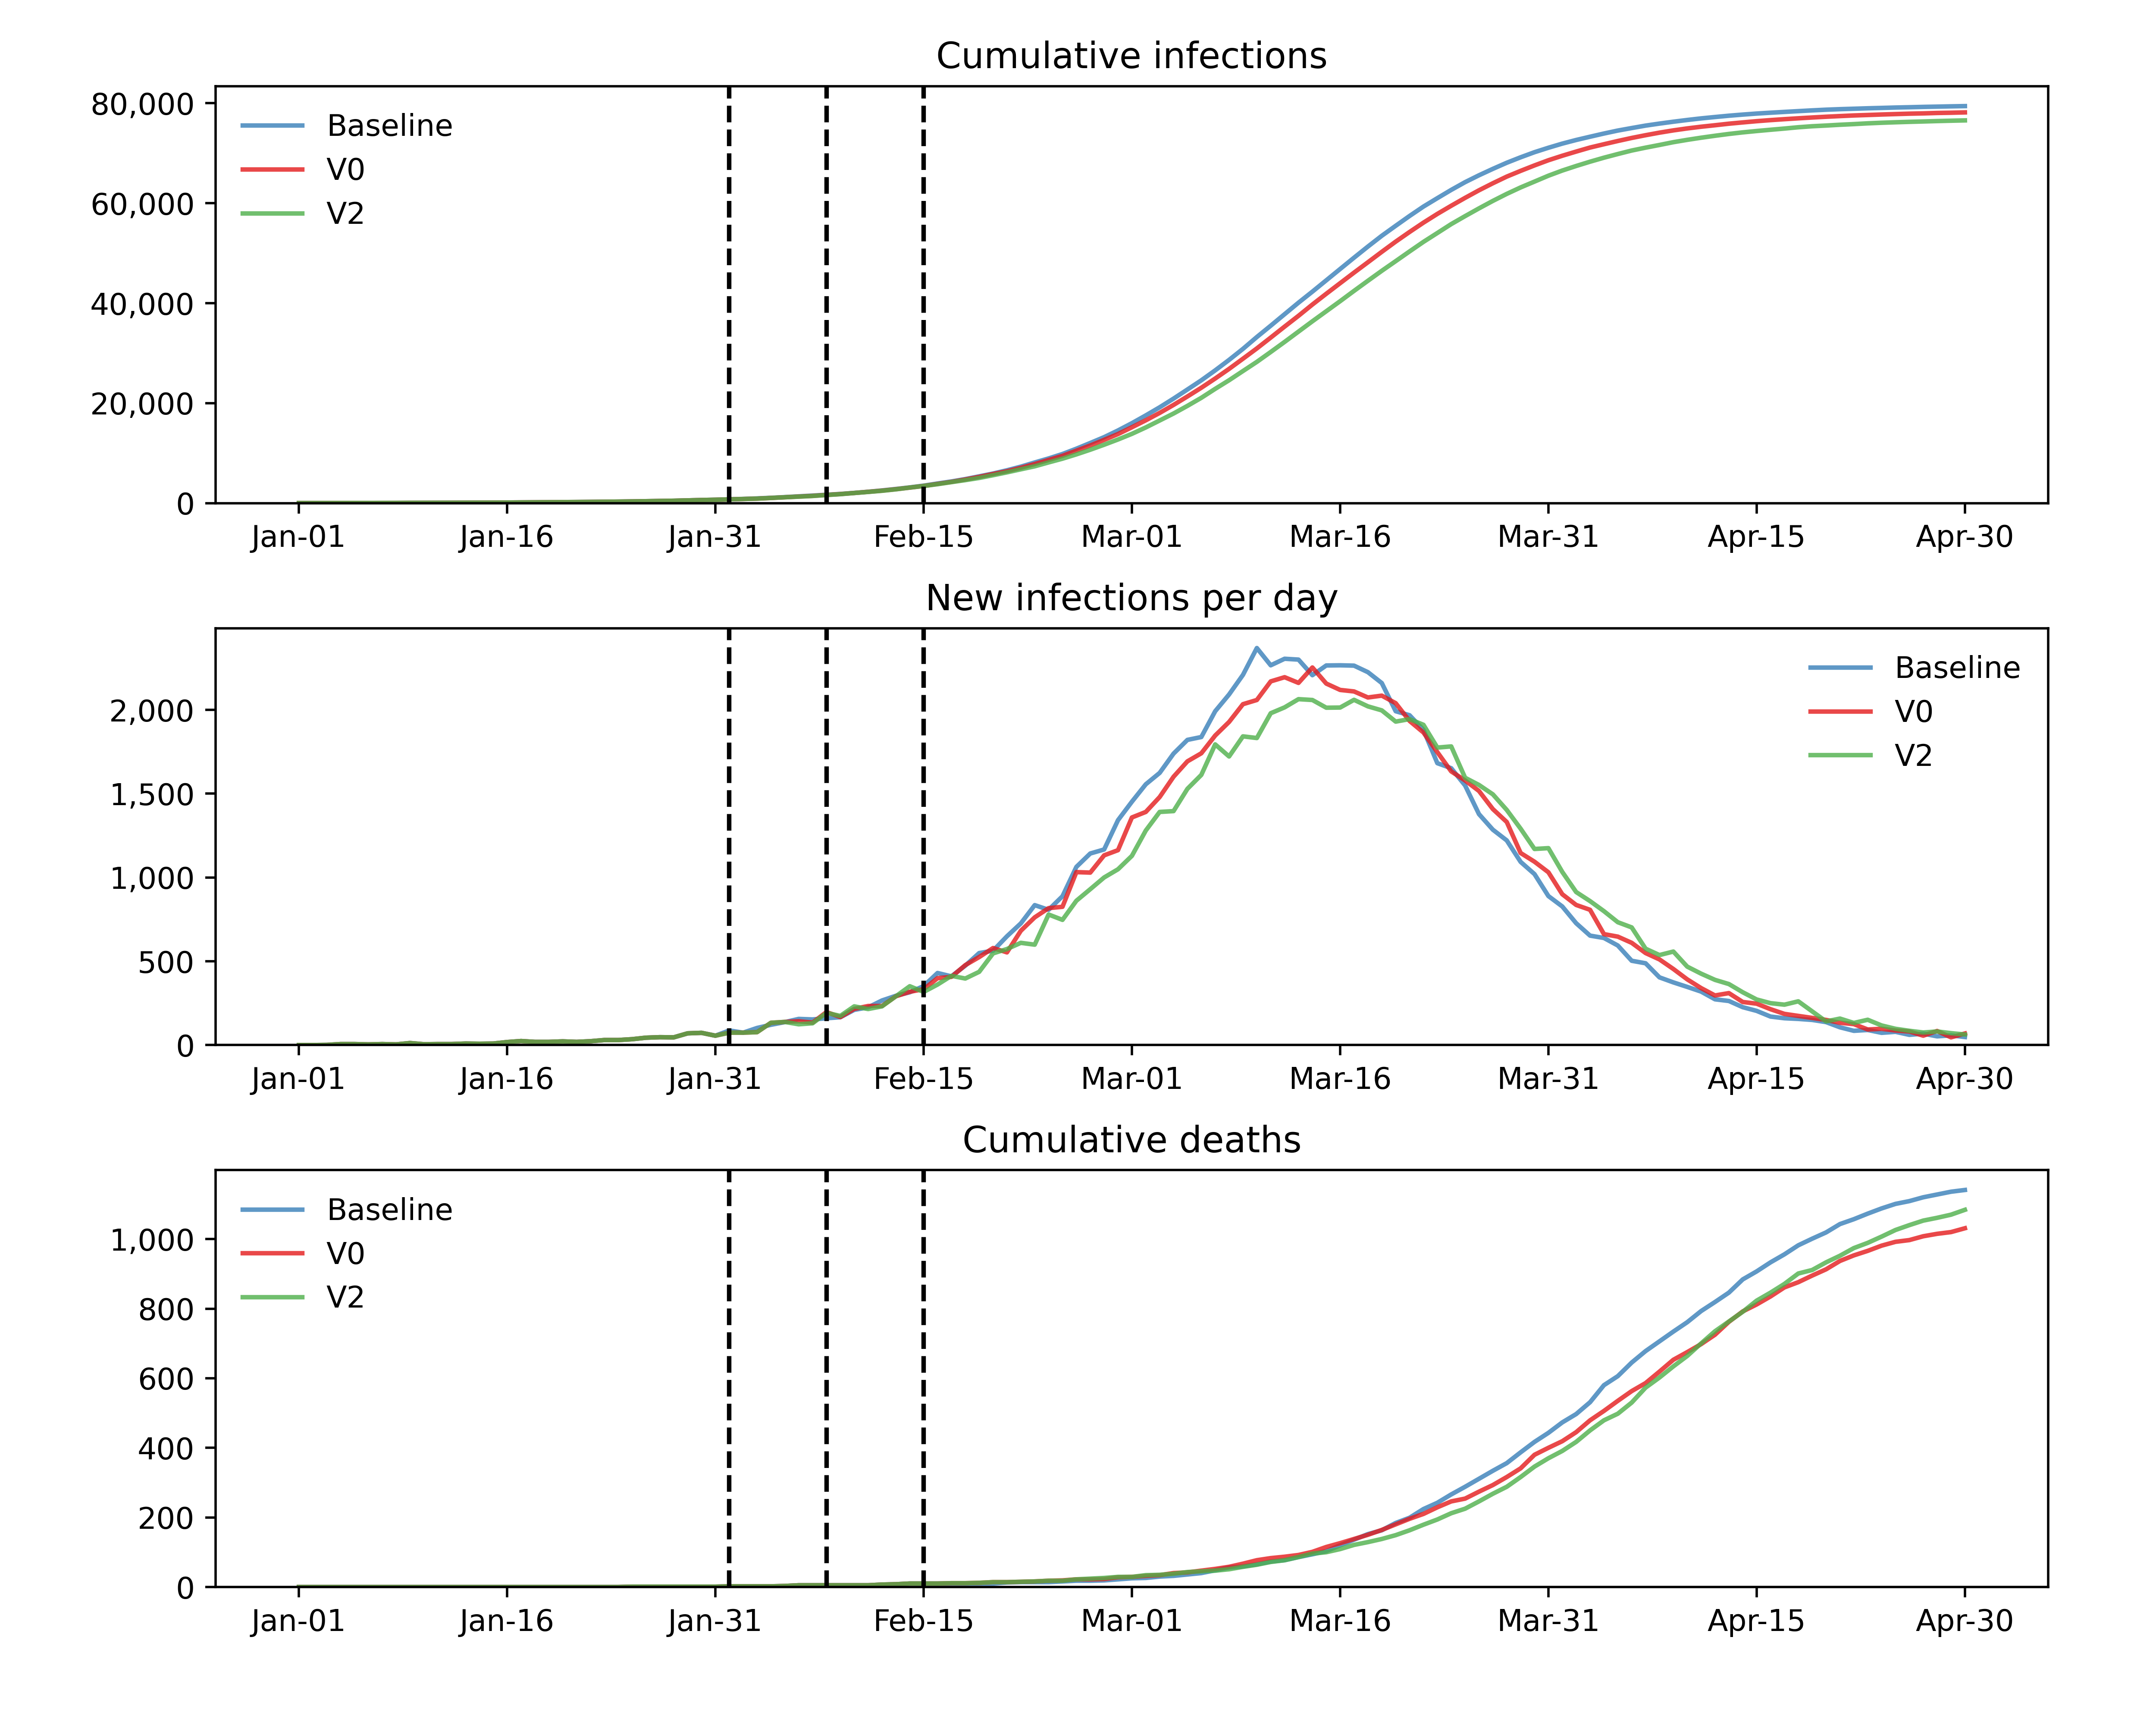 Cumulative infections
80,000
60,000
40,000
20,000
0
Baseline
V0
V2
Jan-01 Jan-16 Jan-31 Feb-15 Mar-01 Mar-16 Mar-31 Apr-15 Apr-30
New infections per day
2,000
1,500
1,000
500
0
Baseline
V0
V2
Jan-01 Jan-16 Jan-31 Feb-15 Mar-01 Mar-16 Mar-31 Apr-15 Apr-30
Cumulative deaths
1,000
800
600
400
200
0
Baseline
V0
V2
Jan-01 Jan-16 Jan-31 Feb-15 Mar-01 Mar-16 Mar-31 Apr-15 Apr-30